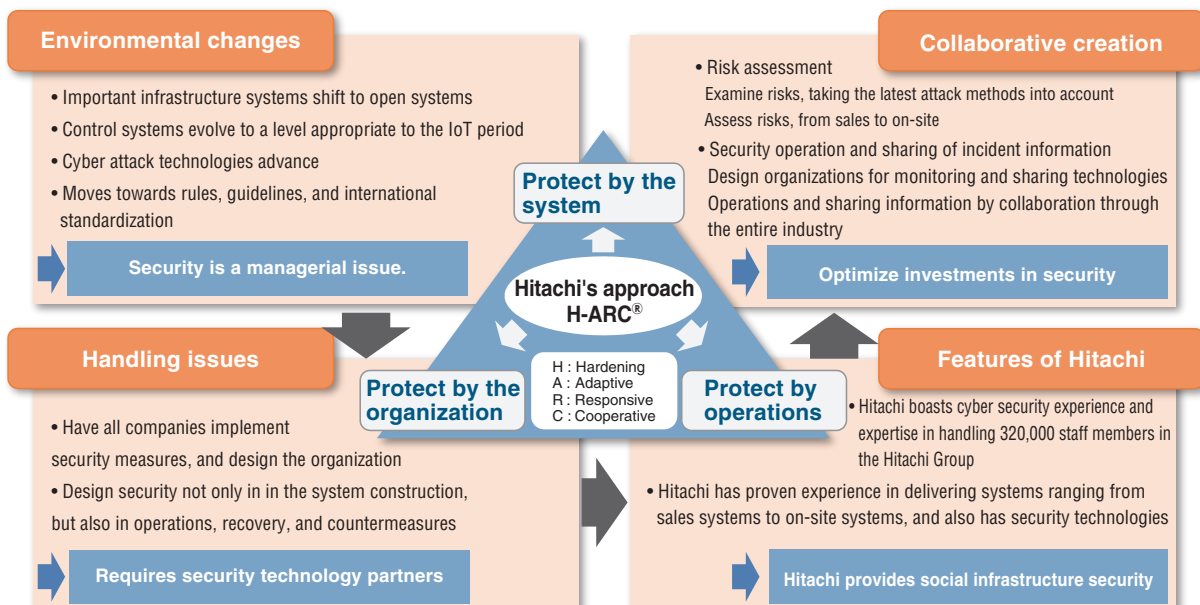 Environmental changes
• Important infrastructure systems shift to open systems
• Control systems evolve to a level appropriate to the IoT period
• Cyber attack technologies advance
• Moves towards rules, guidelines, and international
standardization
Security is a managerial issue.
Collaborative creation
• Risk assessment
Examine risks, taking the latest attack methods into account
Assess risks, from sales to on-site
• Security operation and sharing of incident information
Design organizations for monitoring and sharing technologies
Operations and sharing information by collaboration through
the entire industry
Optimize investments in security
Protect by the
system
Hitachi's approach
H-ARC®
Protect by the
organization
H : Hardening
A : Adaptive
R : Responsive
C : Cooperative
Protect by
operations
Handling issues
• Have all companies implement
security measures, and design the organization
• Design security not only in in the system construction,
but also in operations, recovery, and countermeasures
Requires security technology partners
Features of Hitachi
• Hitachi boasts cyber security experience and
expertise in handling 320,000 staff members in
the Hitachi Group
• Hitachi has proven experience in delivering systems ranging from
sales systems to on-site systems, and also has security technologies
Hitachi provides social infrastructure security